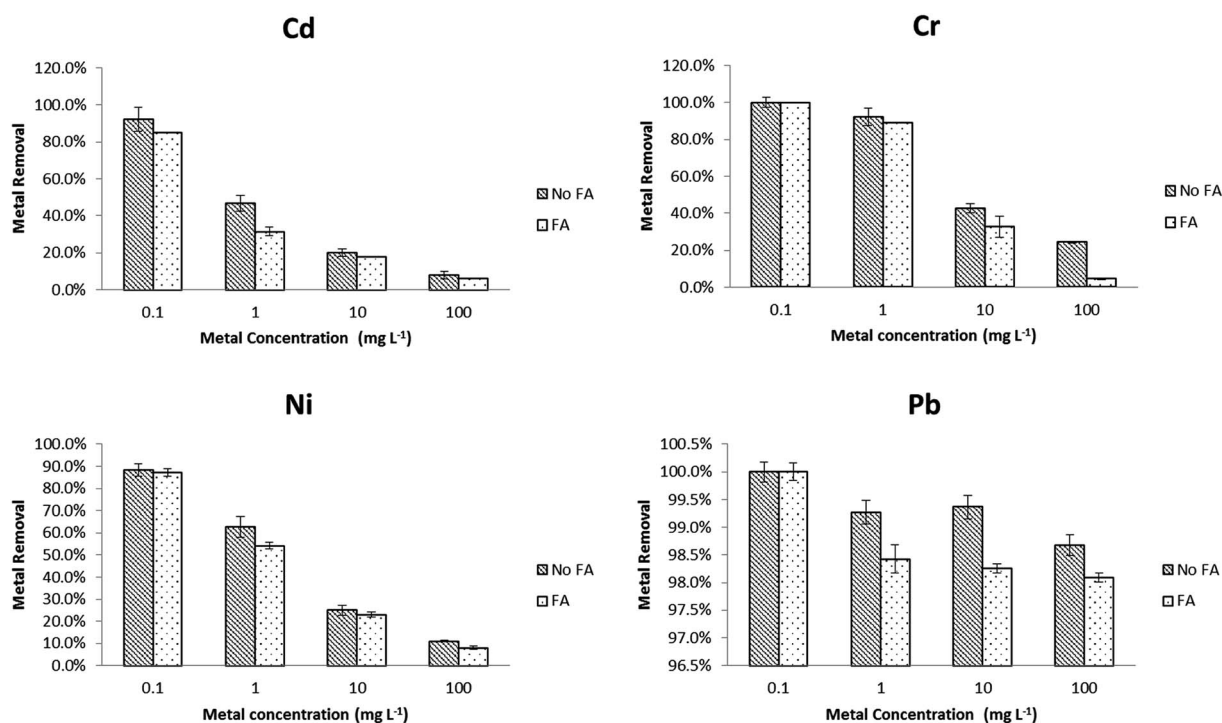 Cd
120.0%
100.0%
80.0%
60.0%
40.0%
20.0%
0.0%
Metal Removal
0.1 1 10 100
Metal Concentration (mg L-1)
No FA
FA
Cr
120.0%
100.0%
80.0%
60.0%
40.0%
20.0%
0.0%
Metal Removal
0.1 1 10 100
Metal concentration (mg L-1)
No FA
FA
Ni
100.0%
90.0%
80.0%
70.0%
60.0%
50.0%
40.0%
30.0%
20.0%
10.0%
0.0%
Metal Removal
0.1 1 10 100
Metal concentration (mg L-1)
No FA
FA
Pb
100.5%
100.0%
99.5%
99.0%
98.5%
98.0%
97.5%
97.0%
96.5%
Metal Removal
0.1 1 10 100
Metal concentration (mg L-1)
No FA
FA